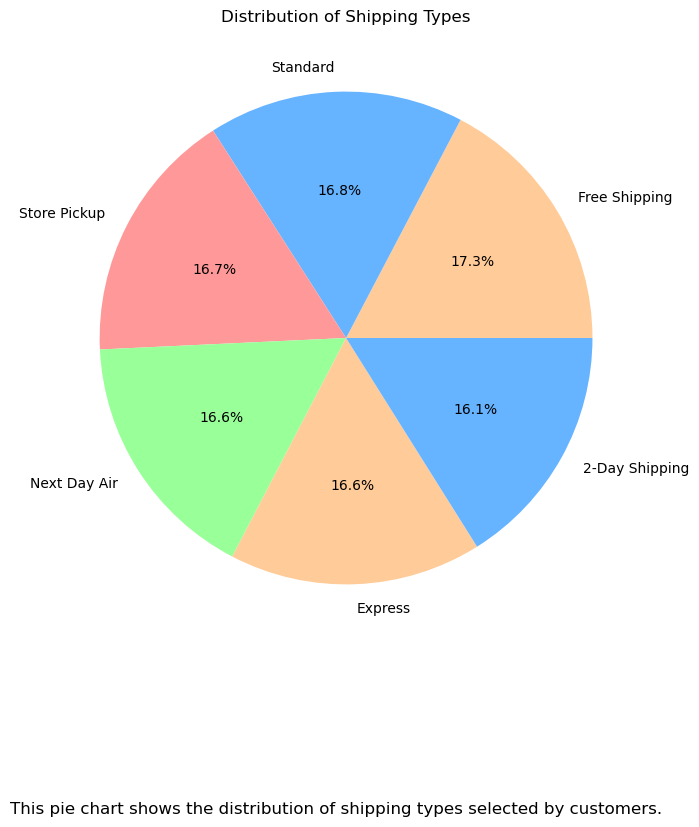 Distribution of Shipping Types
Standard
Free Shipping
Store Pickup
16.8%
17.3%
16.7%
16.6%
16.1%
2-Day Shipping
Next Day Air
16.6%
Express
This pie chart shows the distribution of shipping types selected by customers.